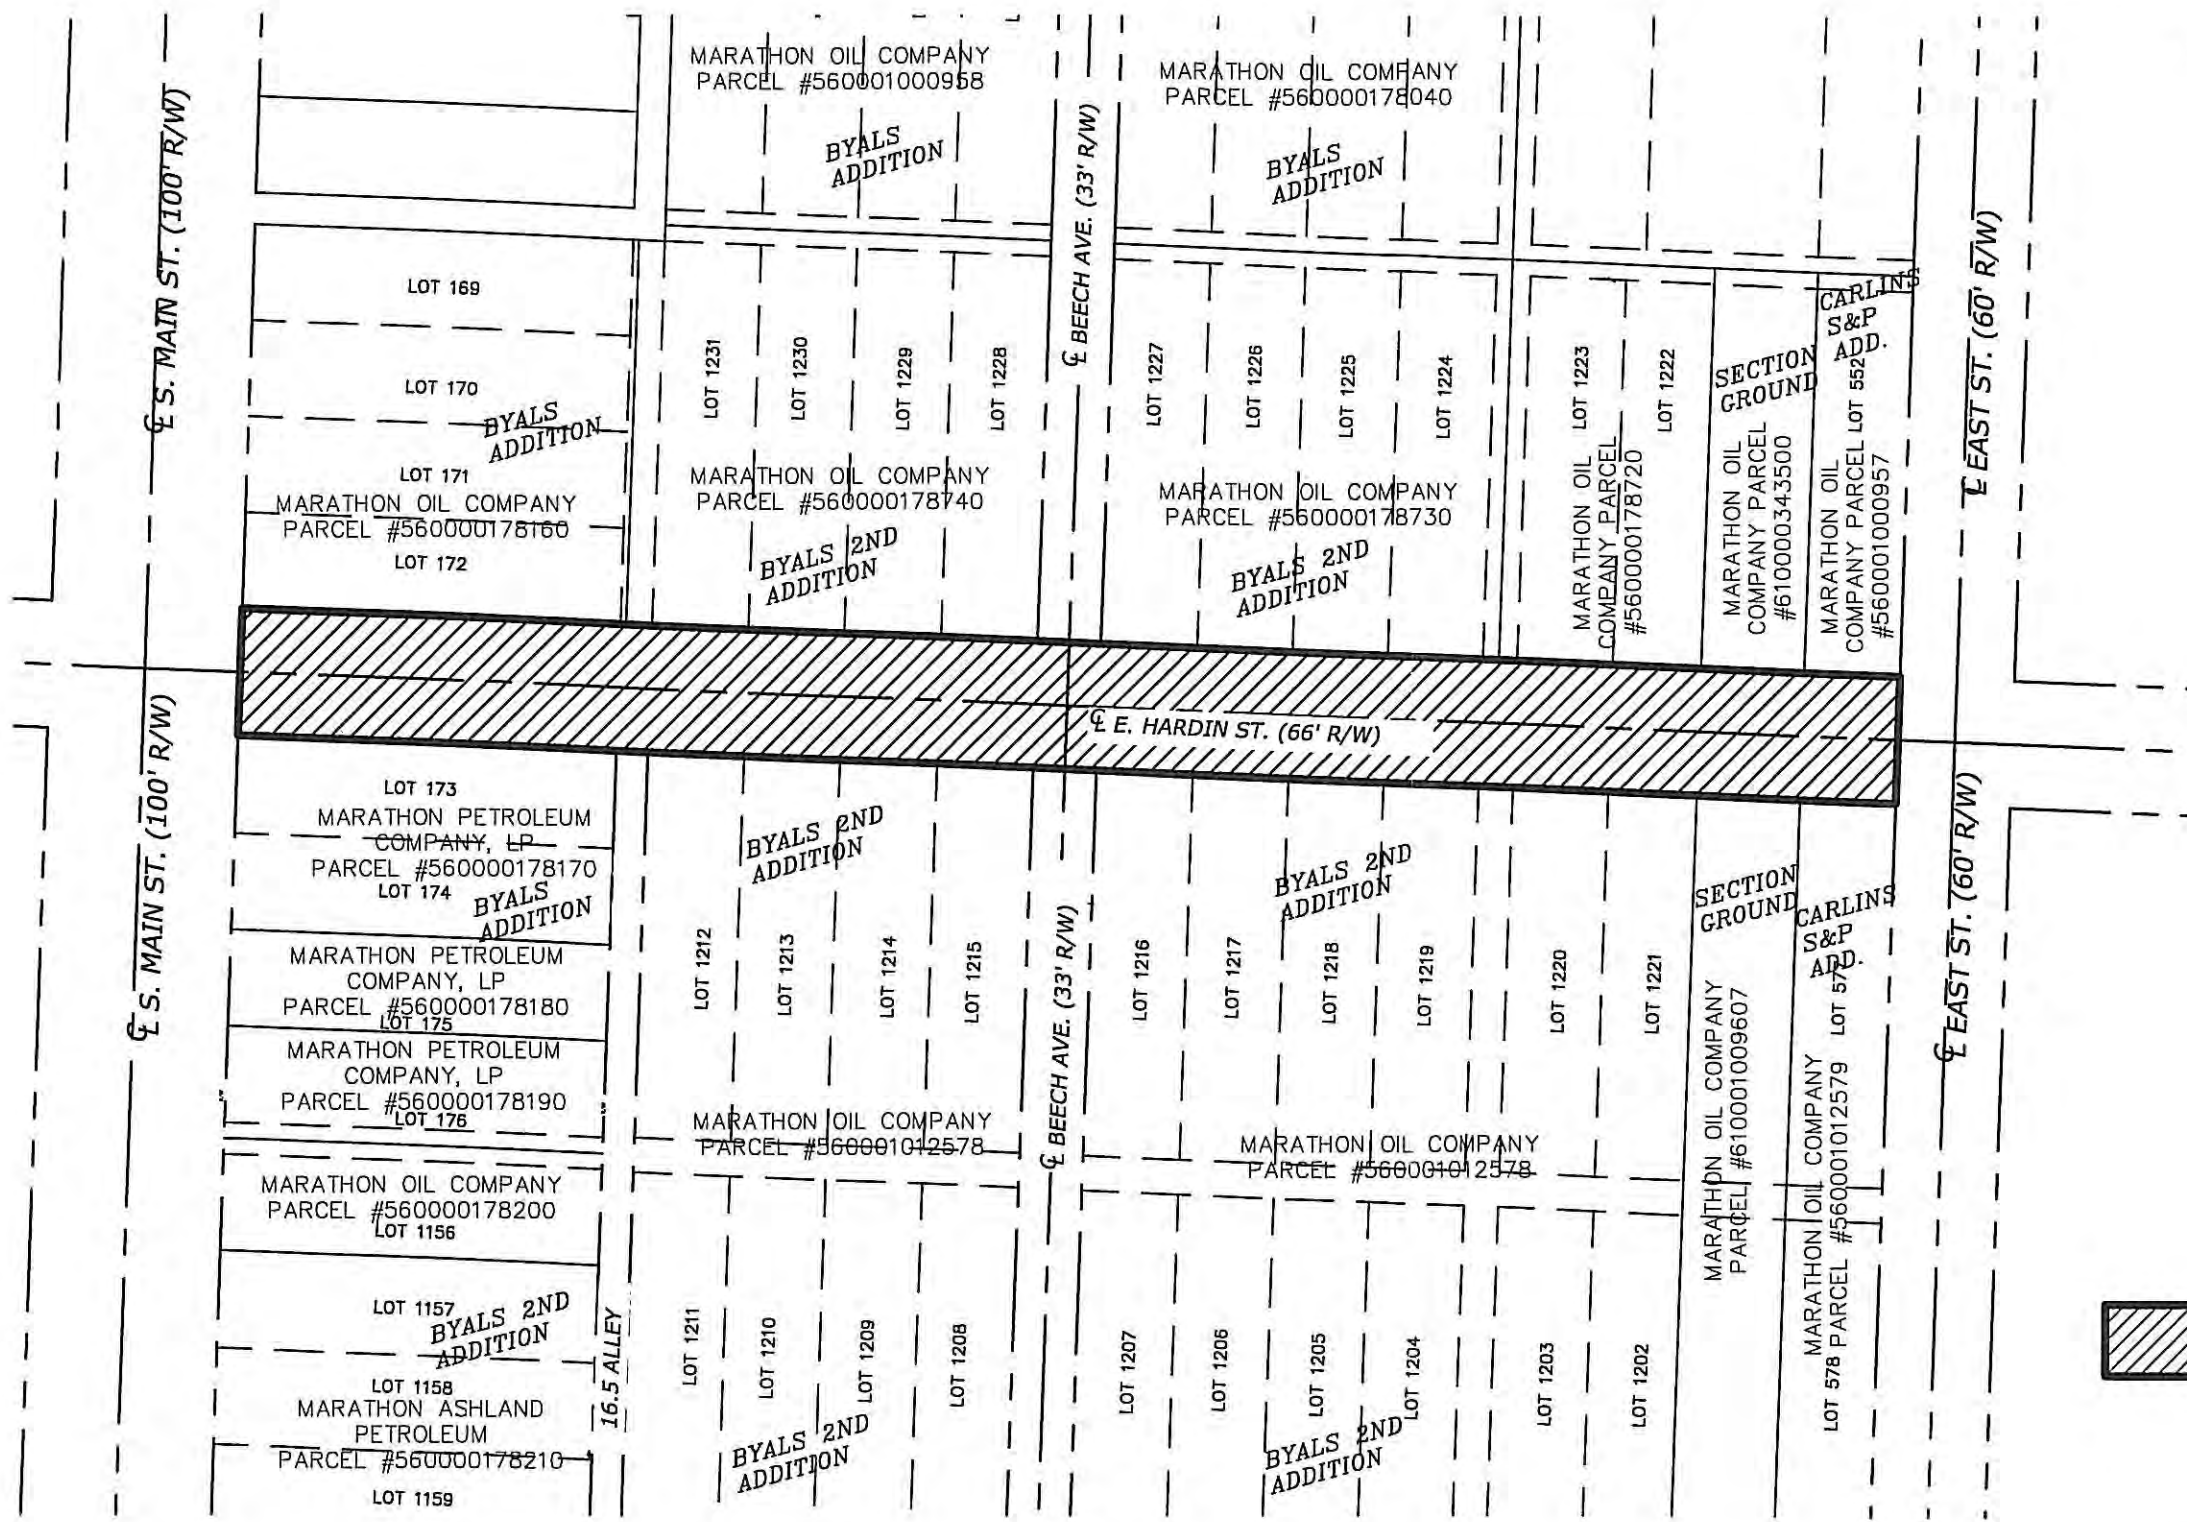 MARATHON OIL COMPANY
PARCEL #560001000958
MARATHON OIL COMPANY
PARCEL #560000178040
BYALS
ADDITION
BYALS
ADDITION
℄ S. MAIN ST. (100' R/W)
℄ BEECH AVE. (33' R/W)
℄ EAST ST. (60' R/W)
LOT 169
LOT 170
BYALS
ADDITION
LOT 171
MARATHON OIL COMPANY
PARCEL #560000178160
LOT 172
LOT 1231
LOT 1230
LOT 1229
LOT 1228
MARATHON OIL COMPANY
PARCEL #560000178740
BYALS 2ND
ADDITION
LOT 1227
LOT 1226
LOT 1225
LOT 1224
MARATHON OIL COMPANY
PARCEL #560000178730
BYALS 2ND
ADDITION
LOT 1223
LOT 1222
MARATHON OIL
COMPANY PARCEL
#560000178720
SECTION
GROUND
MARATHON OIL
COMPANY PARCEL
#610000343500
CARLINS
S&P
ADD.
LOT 552
MARATHON OIL
COMPANY PARCEL
#560001000957
℄ E. HARDIN ST. (66' R/W)
℄ S. MAIN ST. (100' R/W)
LOT 173
MARATHON PETROLEUM
COMPANY, LP
PARCEL #560000178170
LOT 174
BYALS
ADDITION
MARATHON PETROLEUM
COMPANY, LP
PARCEL #560000178180
LOT 175
MARATHON PETROLEUM
COMPANY, LP
PARCEL #560000178190
LOT 176
MARATHON OIL COMPANY
PARCEL #560000178200
LOT 1156
LOT 1157
BYALS 2ND
ADDITION
LOT 1158
MARATHON ASHLAND
PETROLEUM
PARCEL #560000178210
LOT 1159
16.5 ALLEY
BYALS 2ND
ADDITION
LOT 1212
LOT 1213
LOT 1214
LOT 1215
MARATHON OIL COMPANY
PARCEL #560001012578
LOT 1211
LOT 1210
LOT 1209
LOT 1208
BYALS 2ND
ADDITION
℄ BEECH AVE. (33' R/W)
BYALS 2ND
ADDITION
LOT 1216
LOT 1217
LOT 1218
LOT 1219
LOT 1220
LOT 1221
MARATHON OIL COMPANY
PARCEL #560001012578
LOT 1207
LOT 1206
LOT 1205
LOT 1204
LOT 1203
LOT 1202
BYALS 2ND
ADDITION
SECTION
GROUND
MARATHON OIL COMPANY
PARCEL #610001009607
CARLINS
S&P
ADD.
LOT 577
MARATHON OIL COMPANY
PARCEL #560001012579
LOT 578
℄ EAST ST. (60' R/W)